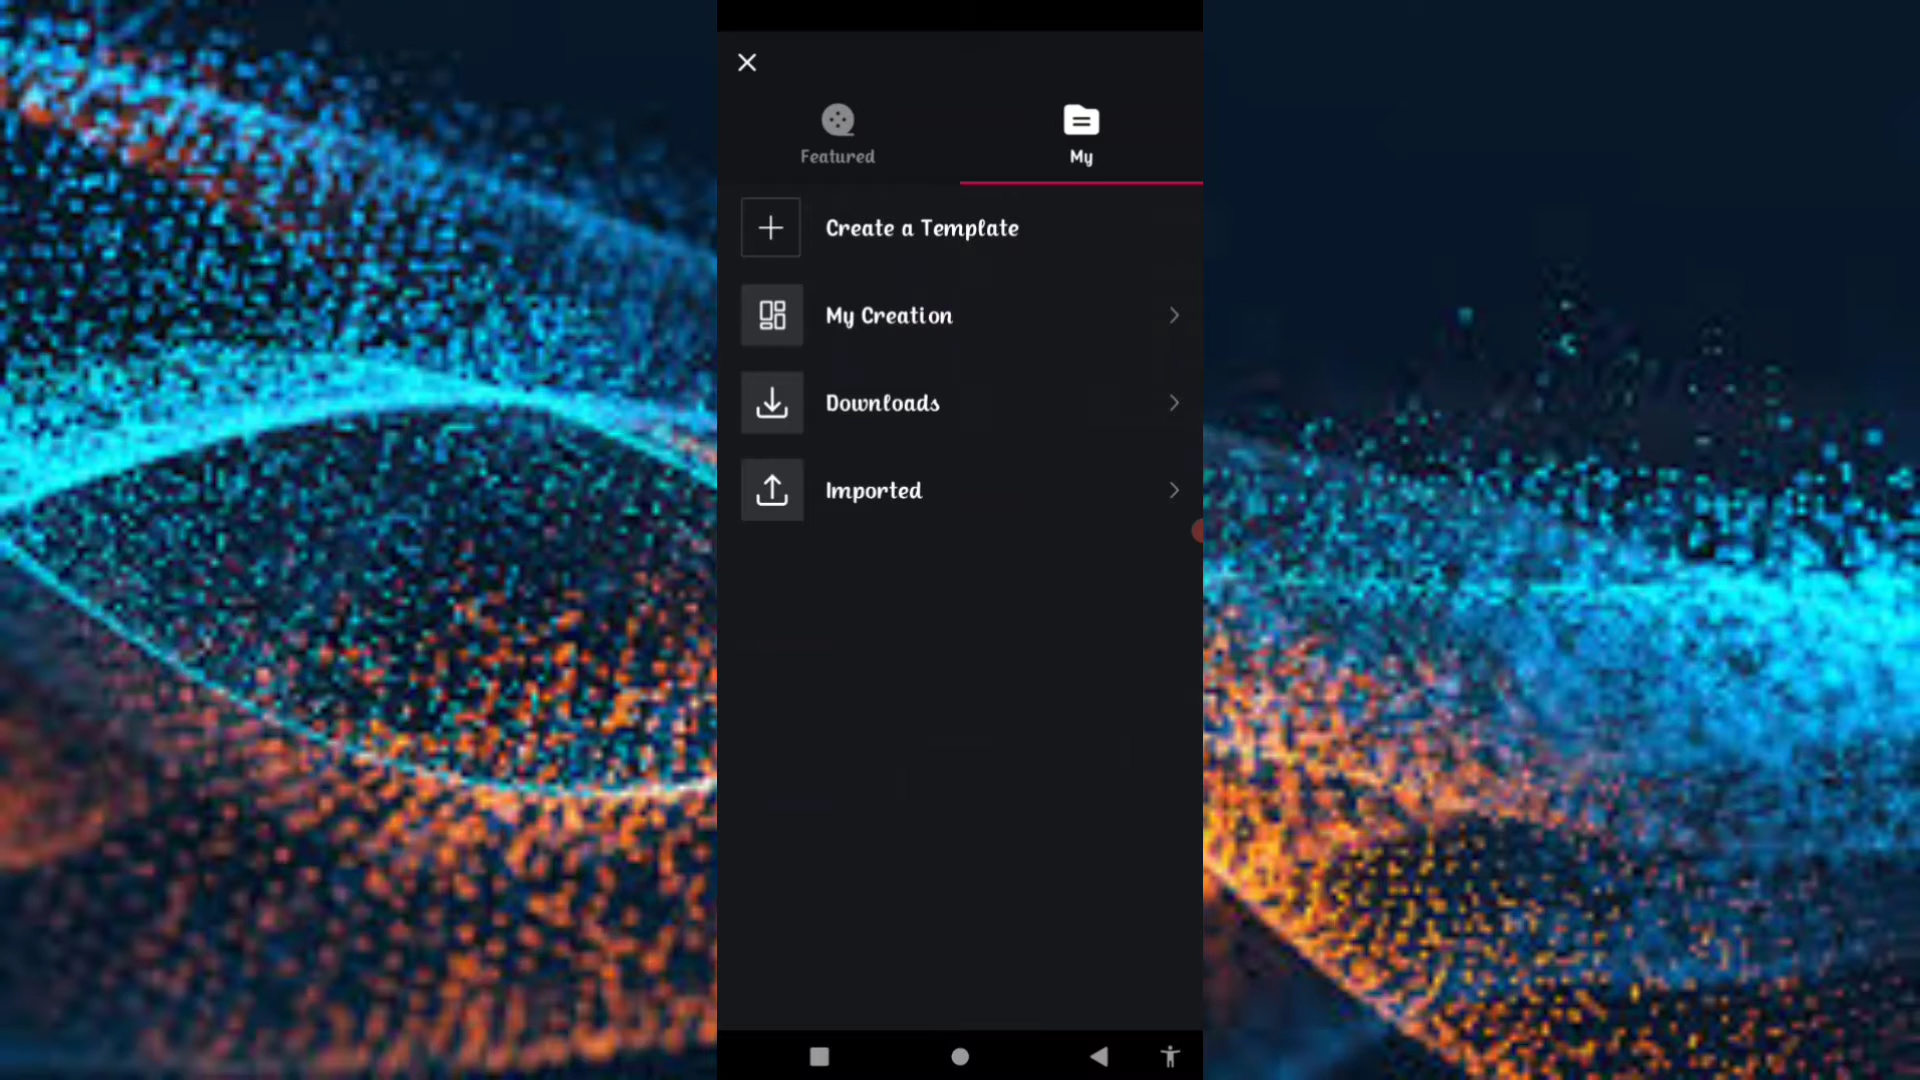 Featured
My
Create a Template
My Creation
Downloads
Imported